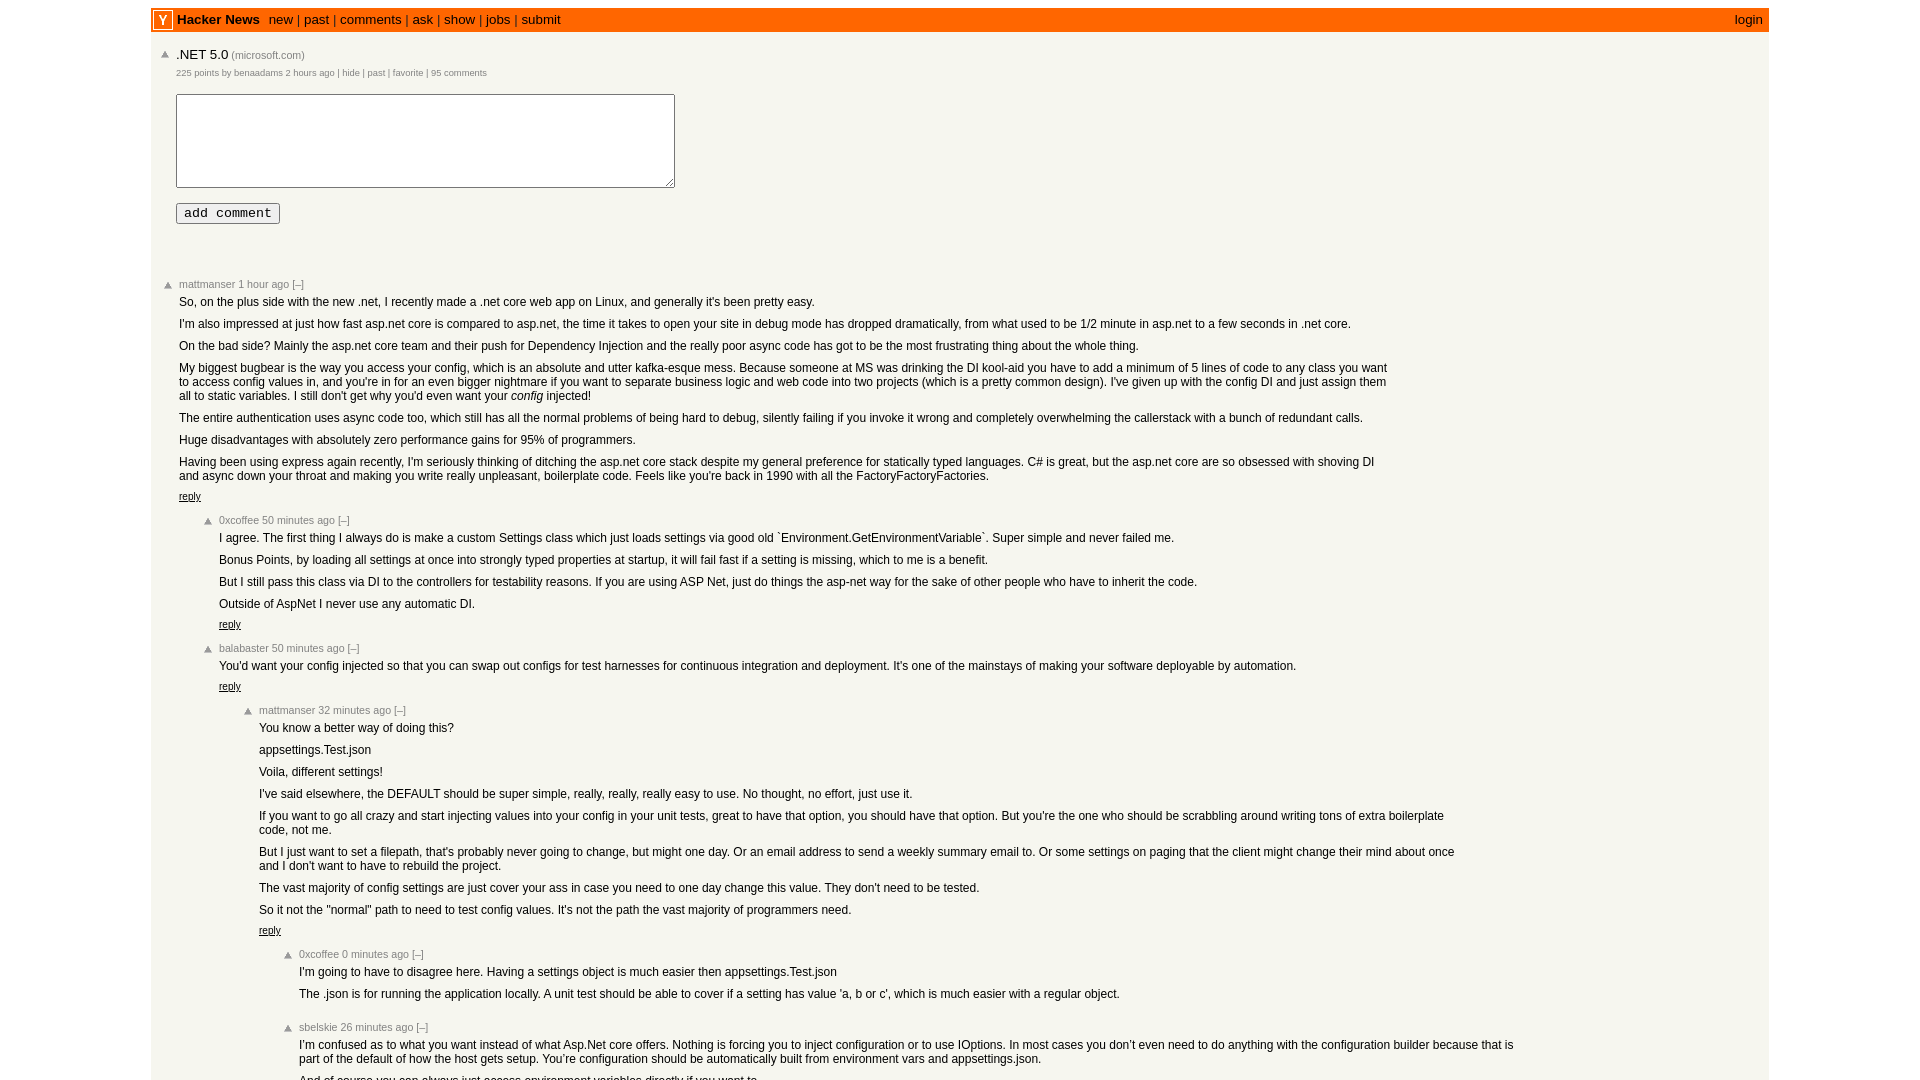 Y Hacker News new | past | comments | ask | show | jobs | submit login
.NET 5.0 (microsoft.com)
225 points by benaadams 2 hours ago | hide | past | favorite | 95 comments
add comment
mattmanser 1 hour ago [–]
So, on the plus side with the new .net, I recently made a .net core web app on Linux, and generally it's been pretty easy.
I'm also impressed at just how fast asp.net core is compared to asp.net, the time it takes to open your site in debug mode has dropped dramatically, from what used to be 1/2 minute in asp.net to a few seconds in .net core.
On the bad side? Mainly the asp.net core team and their push for Dependency Injection and the really poor async code has got to be the most frustrating thing about the whole thing.
My biggest bugbear is the way you access your config, which is an absolute and utter kafka-esque mess. Because someone at MS was drinking the DI kool-aid you have to add a minimum of 5 lines of code to any class you want
to access config values in, and you're in for an even bigger nightmare if you want to separate business logic and web code into two projects (which is a pretty common design). I've given up with the config DI and just assign them
all to static variables. I still don't get why you'd even want your config injected!
The entire authentication uses async code too, which still has all the normal problems of being hard to debug, silently failing if you invoke it wrong and completely overwhelming the callerstack with a bunch of redundant calls.
Huge disadvantages with absolutely zero performance gains for 95% of programmers.
Having been using express again recently, I'm seriously thinking of ditching the asp.net core stack despite my general preference for statically typed languages. C# is great, but the asp.net core are so obsessed with shoving DI
and async down your throat and making you write really unpleasant, boilerplate code. Feels like you're back in 1990 with all the FactoryFactoryFactories.
reply
0xcoffee 50 minutes ago [–]
I agree. The first thing I always do is make a custom Settings class which just loads settings via good old `Environment.GetEnvironmentVariable`. Super simple and never failed me.
Bonus Points, by loading all settings at once into strongly typed properties at startup, it will fail fast if a setting is missing, which to me is a benefit.
But I still pass this class via DI to the controllers for testability reasons. If you are using ASP Net, just do things the asp-net way for the sake of other people who have to inherit the code.
Outside of AspNet I never use any automatic DI.
reply
balabaster 50 minutes ago [–]
You'd want your config injected so that you can swap out configs for test harnesses for continuous integration and deployment. It's one of the mainstays of making your software deployable by automation.
reply
mattmanser 32 minutes ago [–]
You know a better way of doing this?
appsettings.Test.json
Voila, different settings!
I've said elsewhere, the DEFAULT should be super simple, really, really, really easy to use. No thought, no effort, just use it.
If you want to go all crazy and start injecting values into your config in your unit tests, great to have that option, you should have that option. But you're the one who should be scrabbling around writing tons of extra boilerplate
code, not me.
But I just want to set a filepath, that's probably never going to change, but might one day. Or an email address to send a weekly summary email to. Or some settings on paging that the client might change their mind about once
and I don't want to have to rebuild the project.
The vast majority of config settings are just cover your ass in case you need to one day change this value. They don't need to be tested.
So it not the "normal" path to need to test config values. It's not the path the vast majority of programmers need.
reply
0xcoffee 0 minutes ago [–]
I'm going to have to disagree here. Having a settings object is much easier then appsettings.Test.json
The .json is for running the application locally. A unit test should be able to cover if a setting has value 'a, b or c', which is much easier with a regular object.
sbelskie 26 minutes ago [–]
I’m confused as to what you want instead of what Asp.Net core offers. Nothing is forcing you to inject configuration or to use IOptions. In most cases you don’t even need to do anything with the configuration builder because that is
part of the default of how the host gets setup. You’re configuration should be automatically built from environment vars and appsettings.json.
And of course you can always just access environment variables directly if you want to.